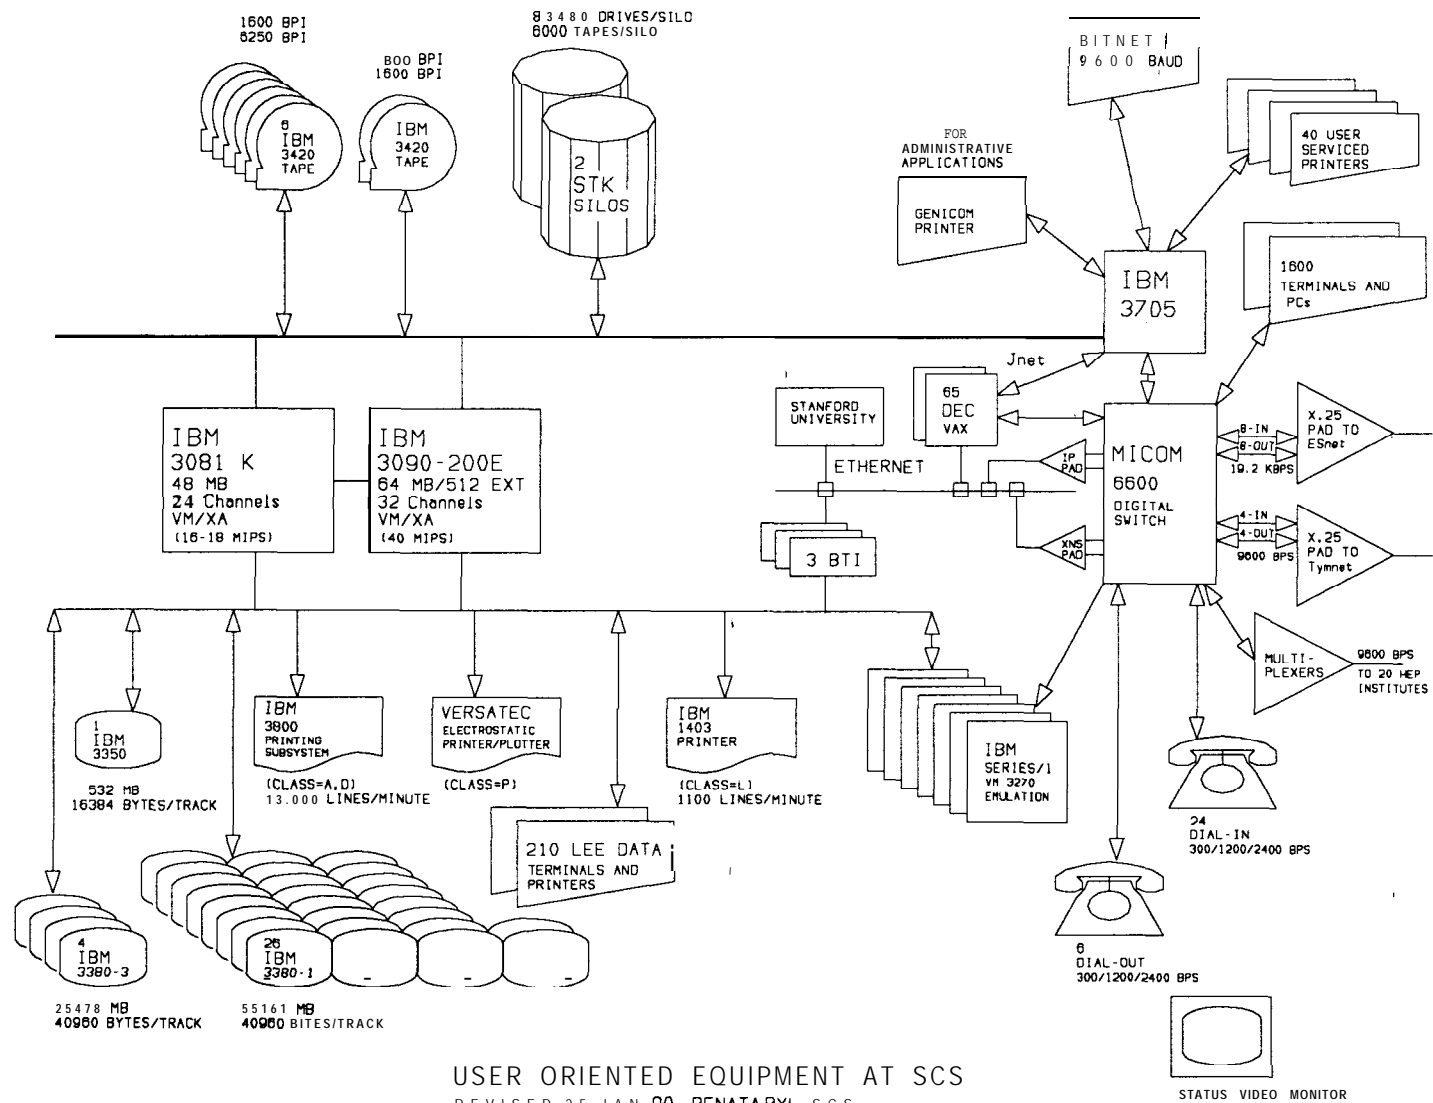 1600 BPI
6250 BPI
800 BPI
1600 BPI
8 3480 DRIVES/SILO
6000 TAPES/SILO
BITNET
9600 BAUD
6
IBM
3420
TAPE
IBM
3420
TAPE
2
STK
SILOS
FOR
ADMINISTRATIVE
APPLICATIONS
GENICOM
PRINTER
40 USER
SERVICED
PRINTERS
IBM
3705
1600
TERMINALS AND
PCs
Jnet
STANFORD
UNIVERSITY
65
DEC
VAX
ETHERNET
IP
PAD
XNS
PAD
MICOM
6600
DIGITAL
SWITCH
8-IN
8-OUT
19.2 KBPS
X.25
PAD TO
ESnet
4-IN
4-OUT
9600 BPS
X.25
PAD TO
Tymnet
IBM
3081 K
48 MB
24 Channels
VM/XA
(16-18 MIPS)
IBM
3090-200E
64 MB/512 EXT
32 Channels
VM/XA
(40 MIPS)
3 BTI
MULTI-
PLEXERS
9600 BPS
TO 20 HEP
INSTITUTES
1
IBM
3350
532 MB
16384 BYTES/TRACK
IBM
3800
PRINTING
SUBSYSTEM
(CLASS=A,D)
13.000 LINES/MINUTE
VERSATEC
ELECTROSTATIC
PRINTER/PLOTTER
(CLASS=P)
IBM
1403
PRINTER
(CLASS=L)
1100 LINES/MINUTE
IBM
SERIES/1
VM 3270
EMULATION
210 LEE DATA
TERMINALS AND
PRINTERS
24
DIAL-IN
300/1200/2400 BPS
6
DIAL-OUT
300/1200/2400 BPS
4
IBM
3380-3
25478 MB
40960 BYTES/TRACK
26
IBM
3380-1
55161 MB
40960 BITES/TRACK
STATUS VIDEO MONITOR
USER ORIENTED EQUIPMENT AT SCS
REVISED 25 JAN 90 RENATARYL SCS